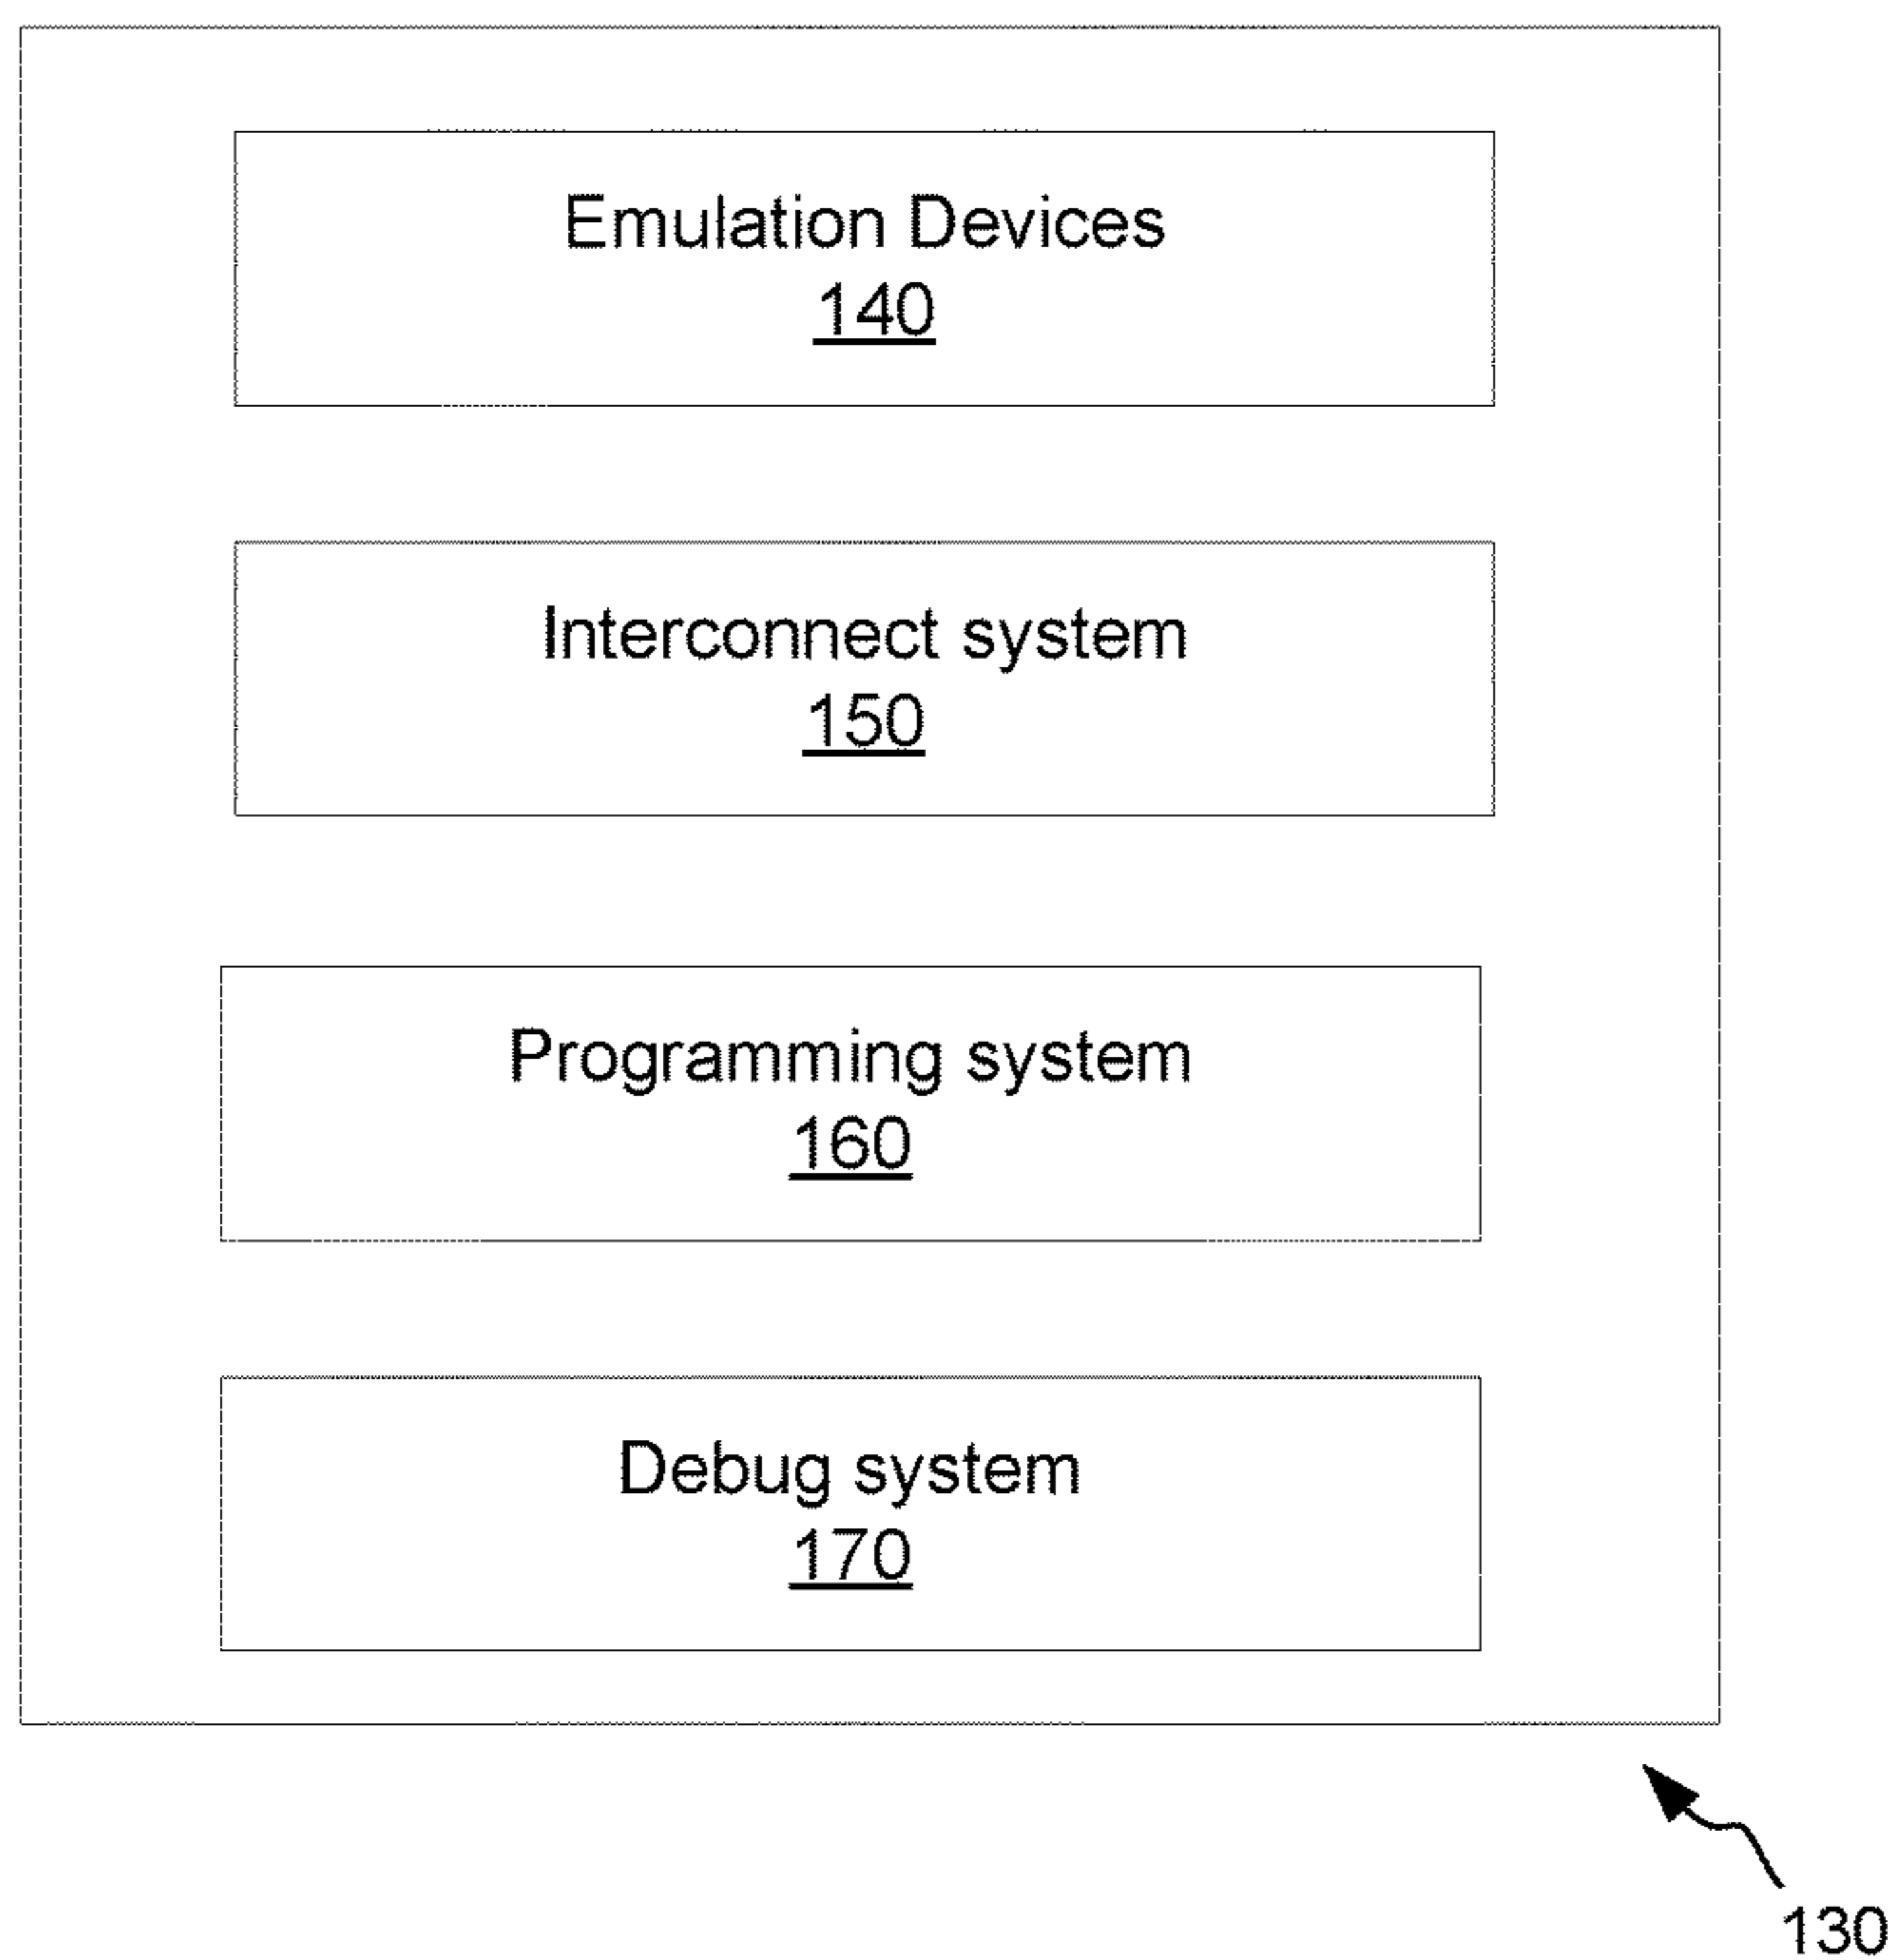 Emulation Devices
140
Interconnect system
150
Programming system
160
Debug system
170
130